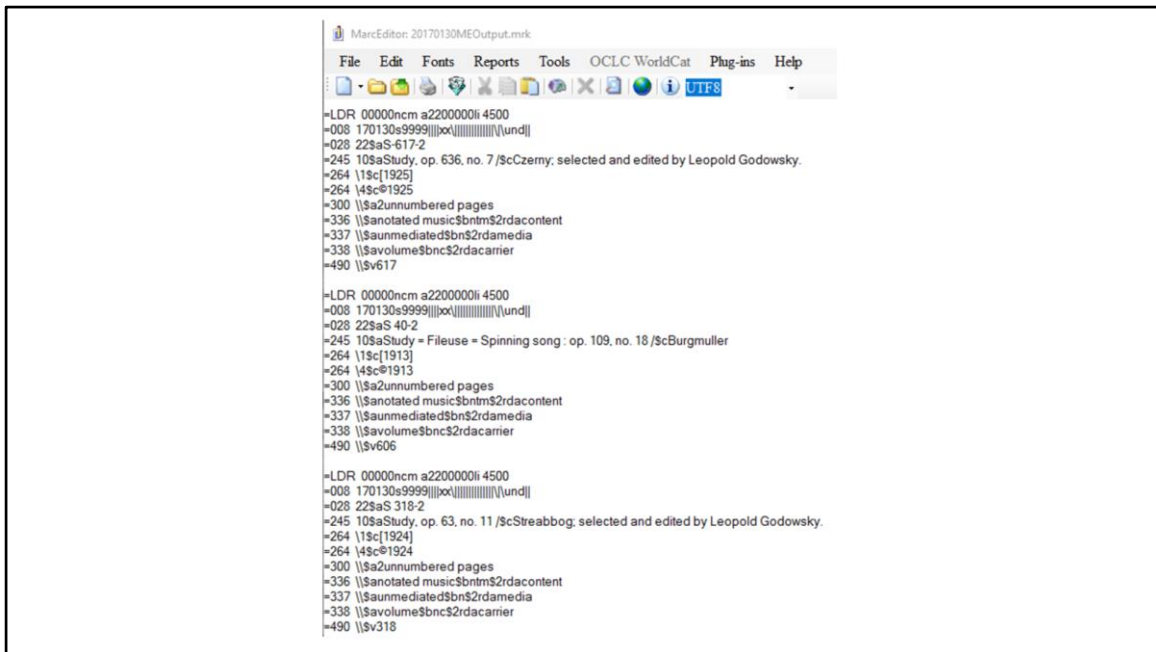 MarcEditor: 20170130MEOutput.mrk
File Edit Fonts Reports Tools OCLC WorldCat Plug-ins Help
UTF8
=LDR 00000ncm a2200000Ii 4500
=008 170130s9999||||xx\||||||||||||||\|\und||
=028 22$aS-617-2
=245 10$aStudy, op. 636, no. 7 /$cCzerny; selected and edited by Leopold Godowsky.
=264 \1$c[1925]
=264 \4$c©1925
=300 \\$a2unnumbered pages
=336 \\$anotated music$bntm$2rdacontent
=337 \\$aunmediated$bn$2rdamedia
=338 \\$avolume$bnc$2rdacarrier
=490 \\$v617
=LDR 00000ncm a2200000Ii 4500
=008 170130s9999||||xx\||||||||||||||\|\und||
=028 22$aS 40-2
=245 10$aStudy = Fileuse = Spinning song : op. 109, no. 18 /$cBurgmuller
=264 \1$c[1913]
=264 \4$c©1913
=300 \\$a2unnumbered pages
=336 \\$anotated music$bntm$2rdacontent
=337 \\$aunmediated$bn$2rdamedia
=338 \\$avolume$bnc$2rdacarrier
=490 \\$v606
=LDR 00000ncm a2200000Ii 4500
=008 170130s9999||||xx\||||||||||||||\|\und||
=028 22$aS 318-2
=245 10$aStudy, op. 63, no. 11 /$cStreabbog; selected and edited by Leopold Godowsky.
=264 \1$c[1924]
=264 \4$c©1924
=300 \\$a2unnumbered pages
=336 \\$anotated music$bntm$2rdacontent
=337 \\$aunmediated$bn$2rdamedia
=338 \\$avolume$bnc$2rdacarrier
=490 \\$v318